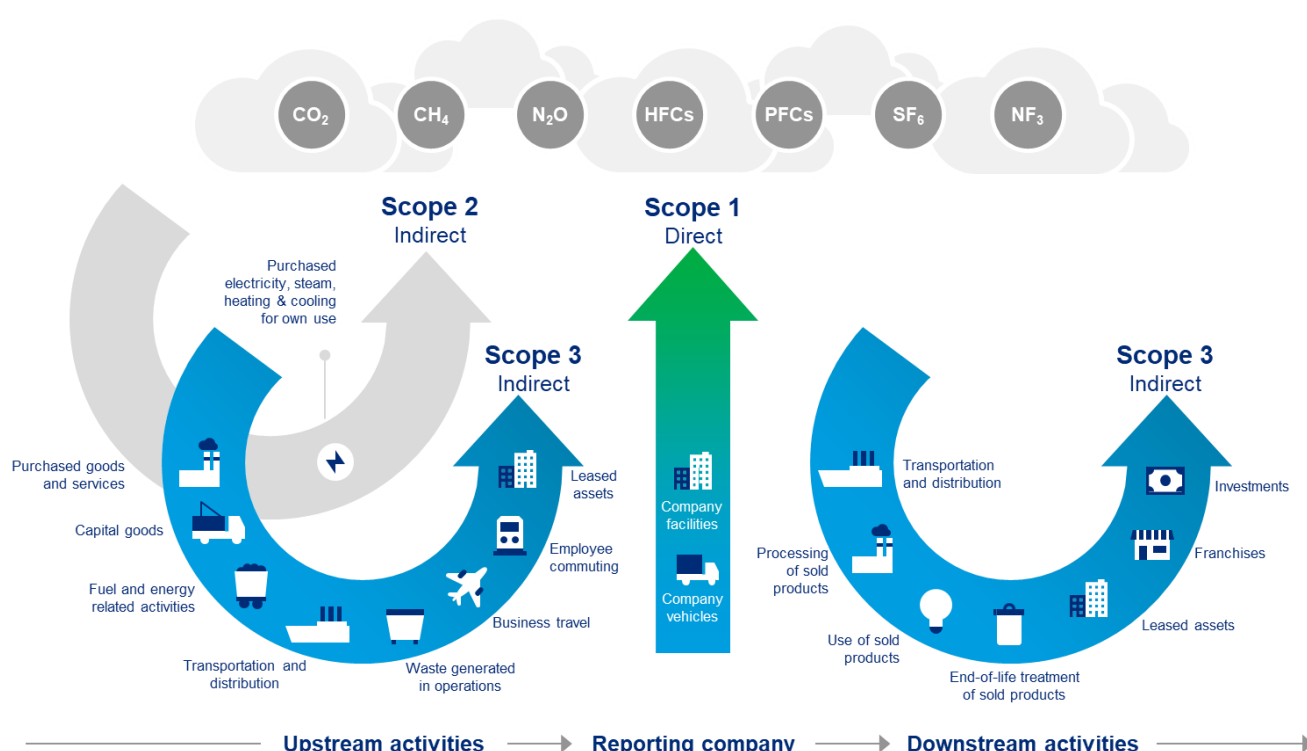 CO₂
CH₄
N₂O
HFCs
PFCs
SF₆
NF₃
Scope 2
Indirect
Scope 1
Direct
Purchased
electricity, steam,
heating & cooling
for own use
Scope 3
Indirect
Scope 3
Indirect
Purchased goods
and services
Capital goods
Fuel and energy
related activities
Transportation and
distribution
Waste generated
in operations
Business travel
Employee
commuting
Leased
assets
Company
facilities
Company
vehicles
Transportation
and distribution
Processing
of sold
products
Use of sold
products
End-of-life treatment
of sold products
Leased assets
Franchises
Investments
Upstream activities
Reporting company
Downstream activities